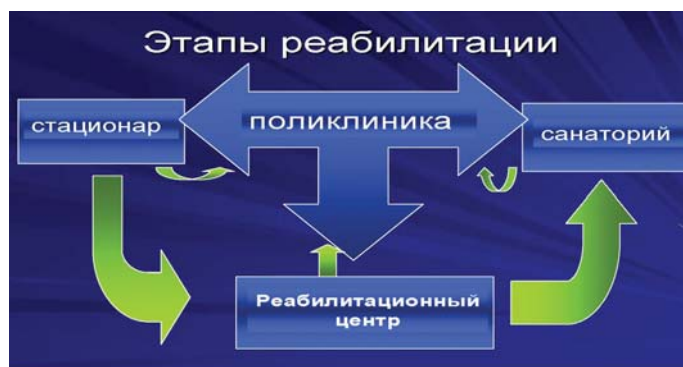 Этапы реабилитации
стационар
поликлиника
санаторий
Реабилитационный
центр